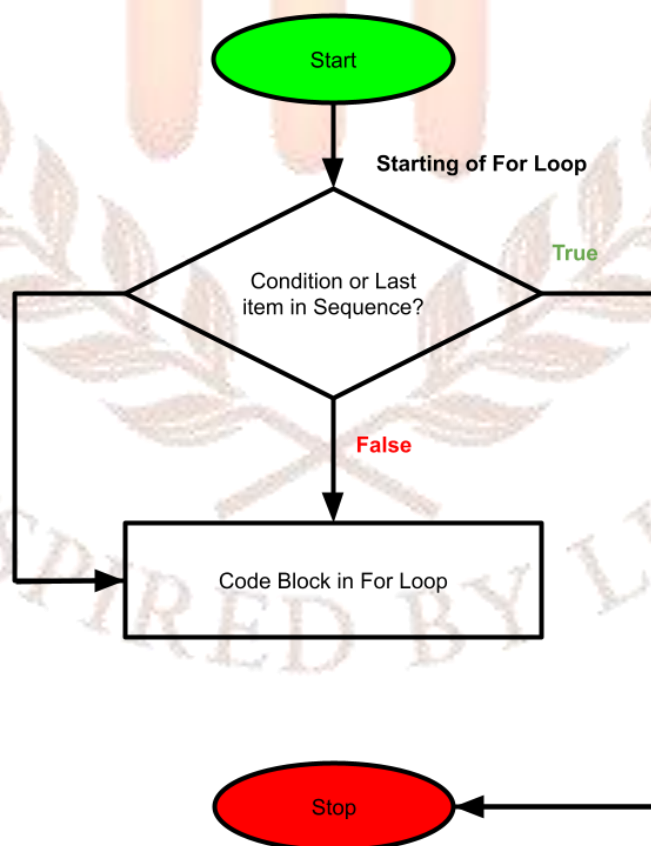 Start
Starting of For Loop
True
Condition or Last
item in Sequence?
False
Code Block in For Loop
Stop